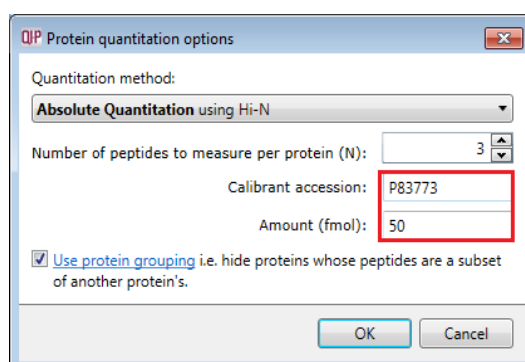 QIP Protein quantitation options
Quantitation method:
Absolute Quantitation using Hi-N
Number of peptides to measure per protein (N): 3
Calibrant accession: P83773
Amount (fmol): 50
Use protein grouping i.e. hide proteins whose peptides are a subset
of another protein's.
OK Cancel